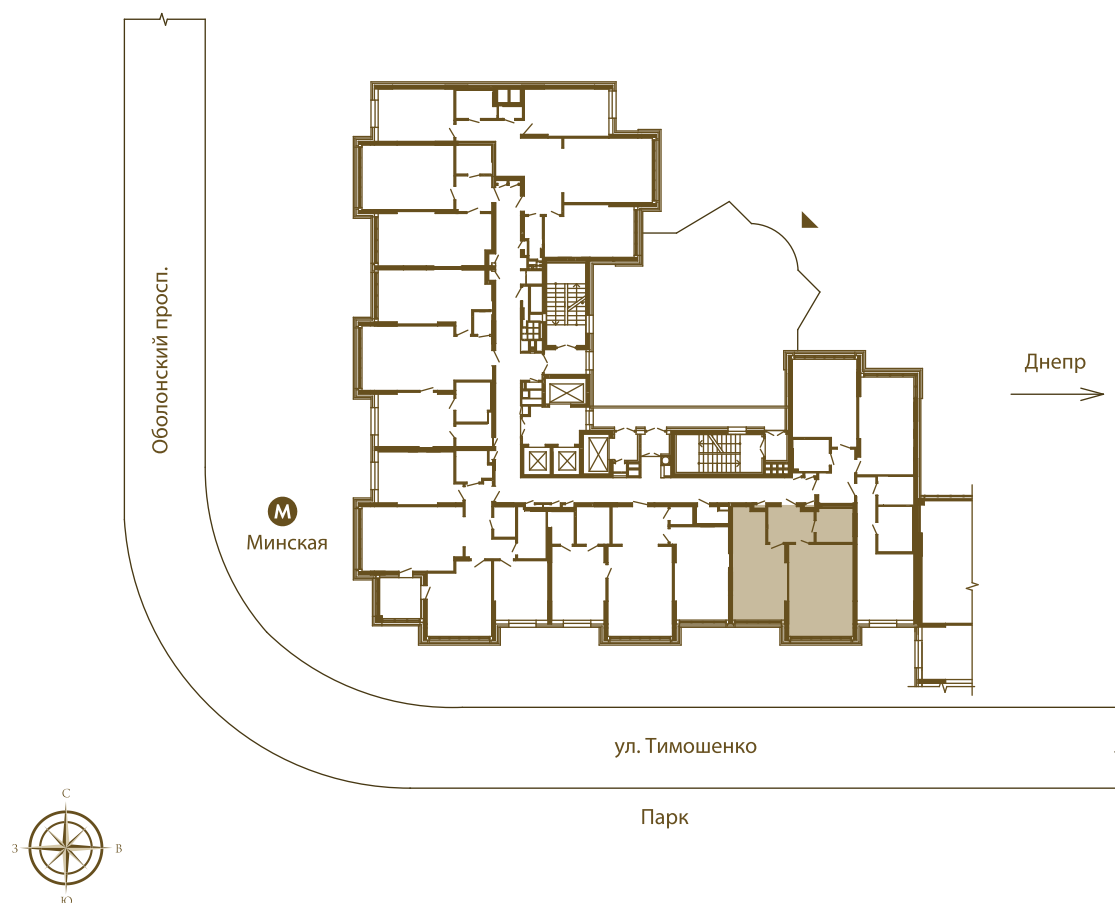 Оболонский просп.
Днепр
М
Минская
ул. Тимошенко
Парк
С
З
В
Ю